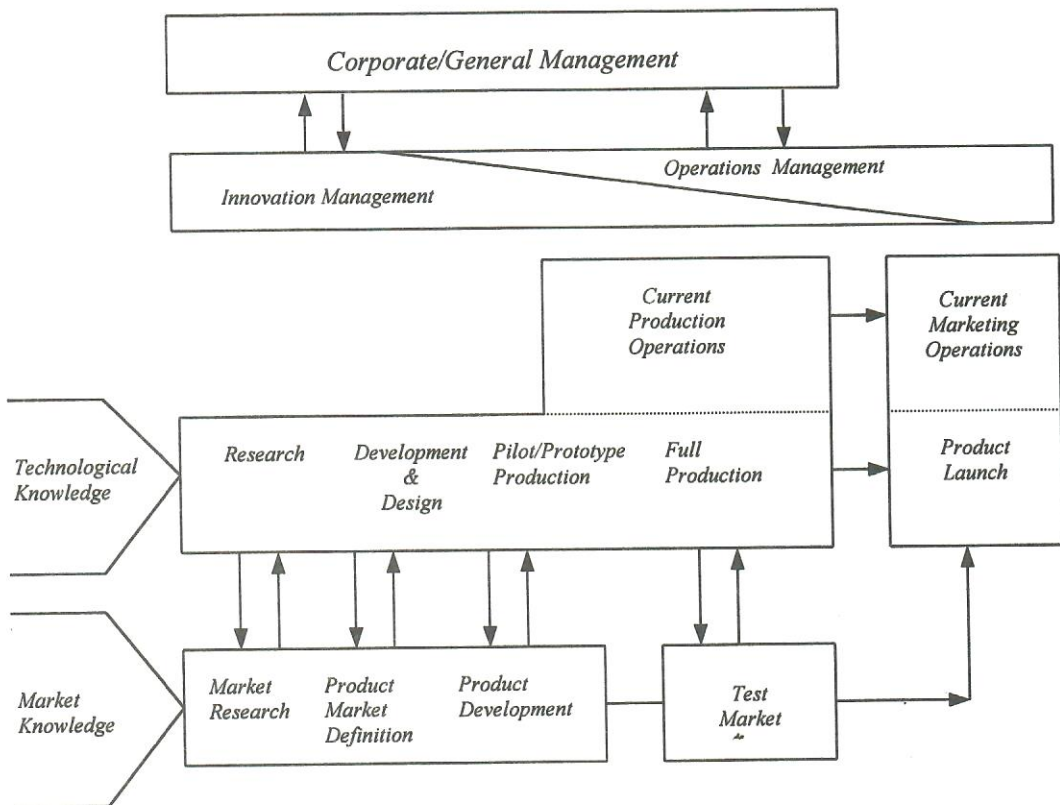 Corporate/General Management
Operations Management
Innovation Management
Current
Production
Operations
Current
Marketing
Operations
Technological
Knowledge
Research
Development
&
Design
Pilot/Prototype
Production
Full
Production
Product
Launch
Market
Knowledge
Market
Research
Product
Market
Definition
Product
Development
Test
Market